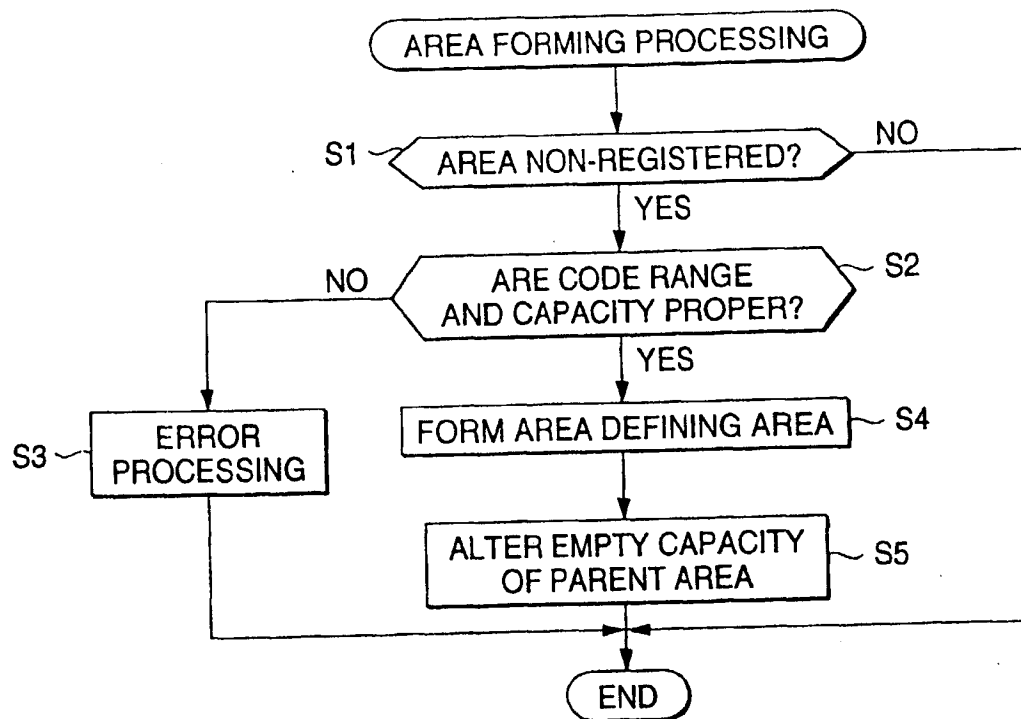 AREA FORMING PROCESSING
S1
AREA NON-REGISTERED?
NO
YES
NO
ARE CODE RANGE
AND CAPACITY PROPER?
S2
YES
S3
ERROR
PROCESSING
FORM AREA DEFINING AREA
S4
ALTER EMPTY CAPACITY
OF PARENT AREA
S5
END